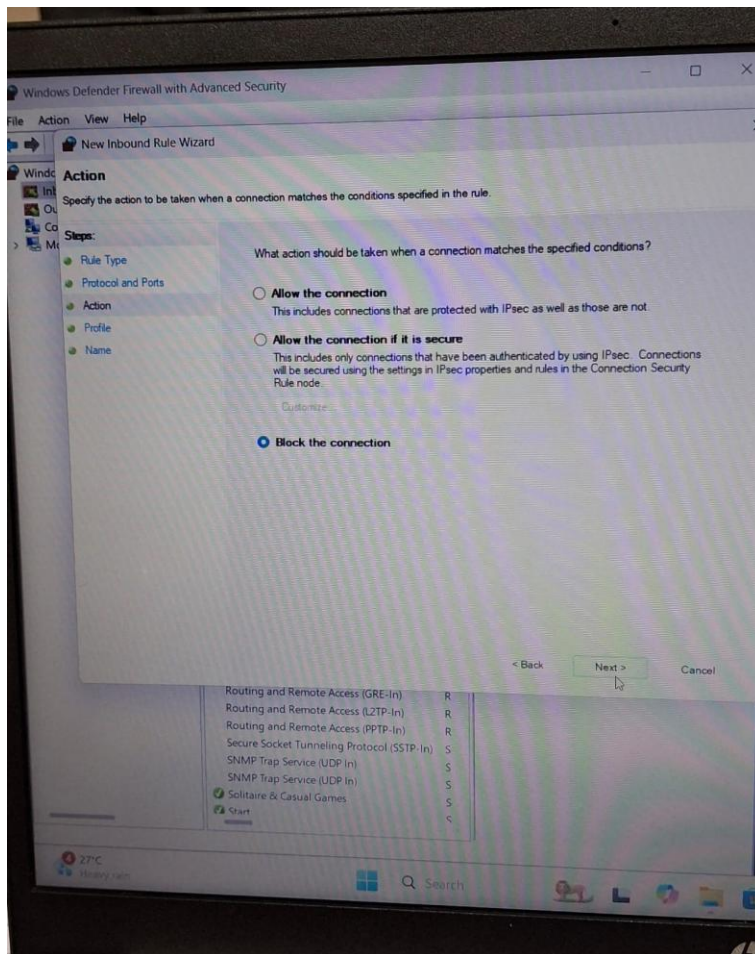 Windows Defender Firewall with Advanced Security
File Action View Help
New Inbound Rule Wizard
Windo
Action
Inb
Specify the action to be taken when a connection matches the conditions specified in the rule.
Ou
Co
Steps:
Mo
What action should be taken when a connection matches the specified conditions?
Rule Type
Protocol and Ports
Action
Profile
Name
Allow the connection
This includes connections that are protected with IPsec as well as those are not.
Allow the connection if it is secure
This includes only connections that have been authenticated by using IPsec. Connections
will be secured using the settings in IPsec properties and rules in the Connection Security
Rule node.
Customize...
Block the connection
< Back Next > Cancel
Routing and Remote Access (GRE-In) R
Routing and Remote Access (L2TP-In) R
Routing and Remote Access (PPTP-In) R
Secure Socket Tunneling Protocol (SSTP-In) S
SNMP Trap Service (UDP In) S
SNMP Trap Service (UDP In) S
Solitaire & Casual Games S
Start S
4 27°C
Heavy rain
Search